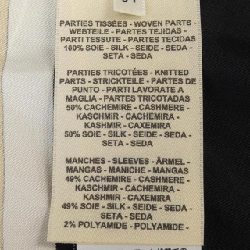 PARTIES TISSÉES - WOVEN PARTS
WEBTEILE - PARTES TEJIDAS
PARTI TESSUTE - PARTES TECIDAS
100% SOIE - SILK - SEIDE - SEDA
SETA - SEDA
PARTIES TRICOTÉES - KNITTED
PARTS - STRICKTEILE - PARTES DE
PUNTO - PARTI LAVORATE A
MAGLIA - PARTES TRICOTADAS
50% CACHEMIRE - CASHMERE -
KASCHMIR - CACHEMIRA -
KASHMIR - CAXEMIRA
50% SOIE - SILK - SEIDE - SEDA
SETA - SEDA
MANCHES - SLEEVES - ÄRMEL -
MANGAS - MANICHE - MANGAS
49% CACHEMIRE - CASHMERE -
KASCHMIR - CACHEMIRA -
KASHMIR - CAXEMIRA
49% SOIE - SILK - SEIDE - SEDA
SETA - SEDA
2% POLYAMIDE - POLYAMIDE -